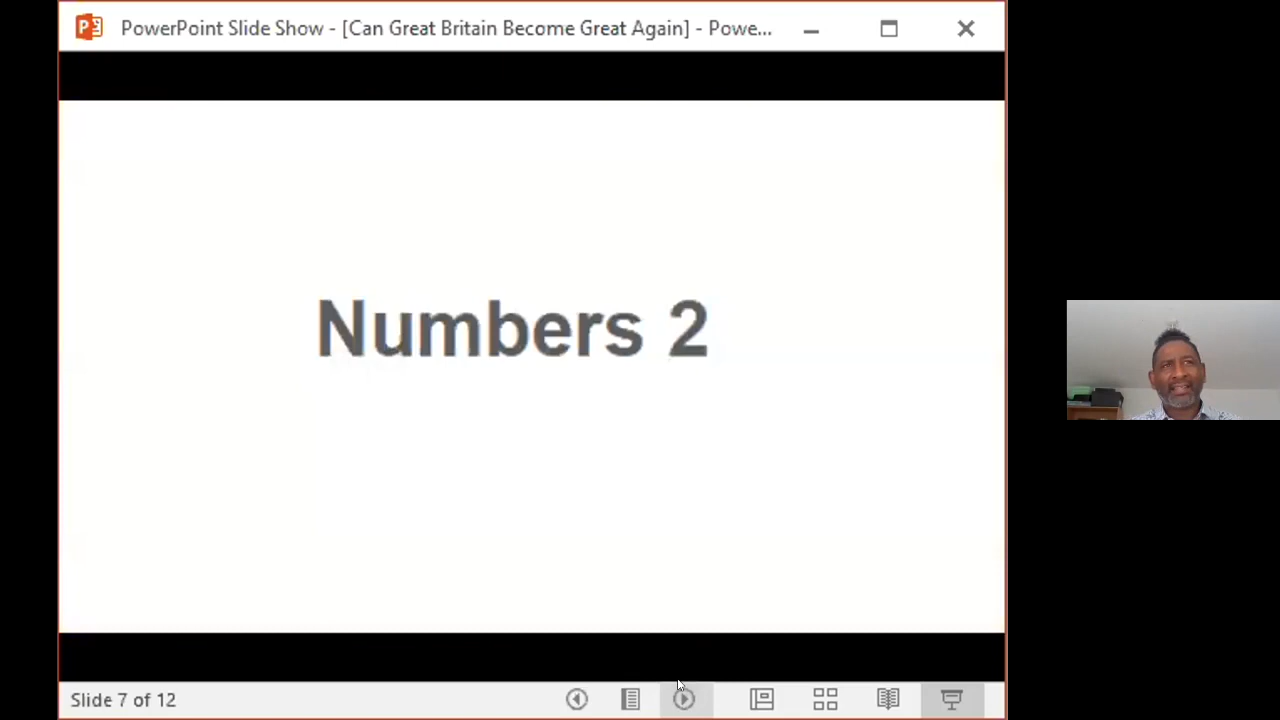 PowerPoint Slide Show - [Can Great Britain Become Great Again] - Powe...
Numbers 2
Slide 7 of 12